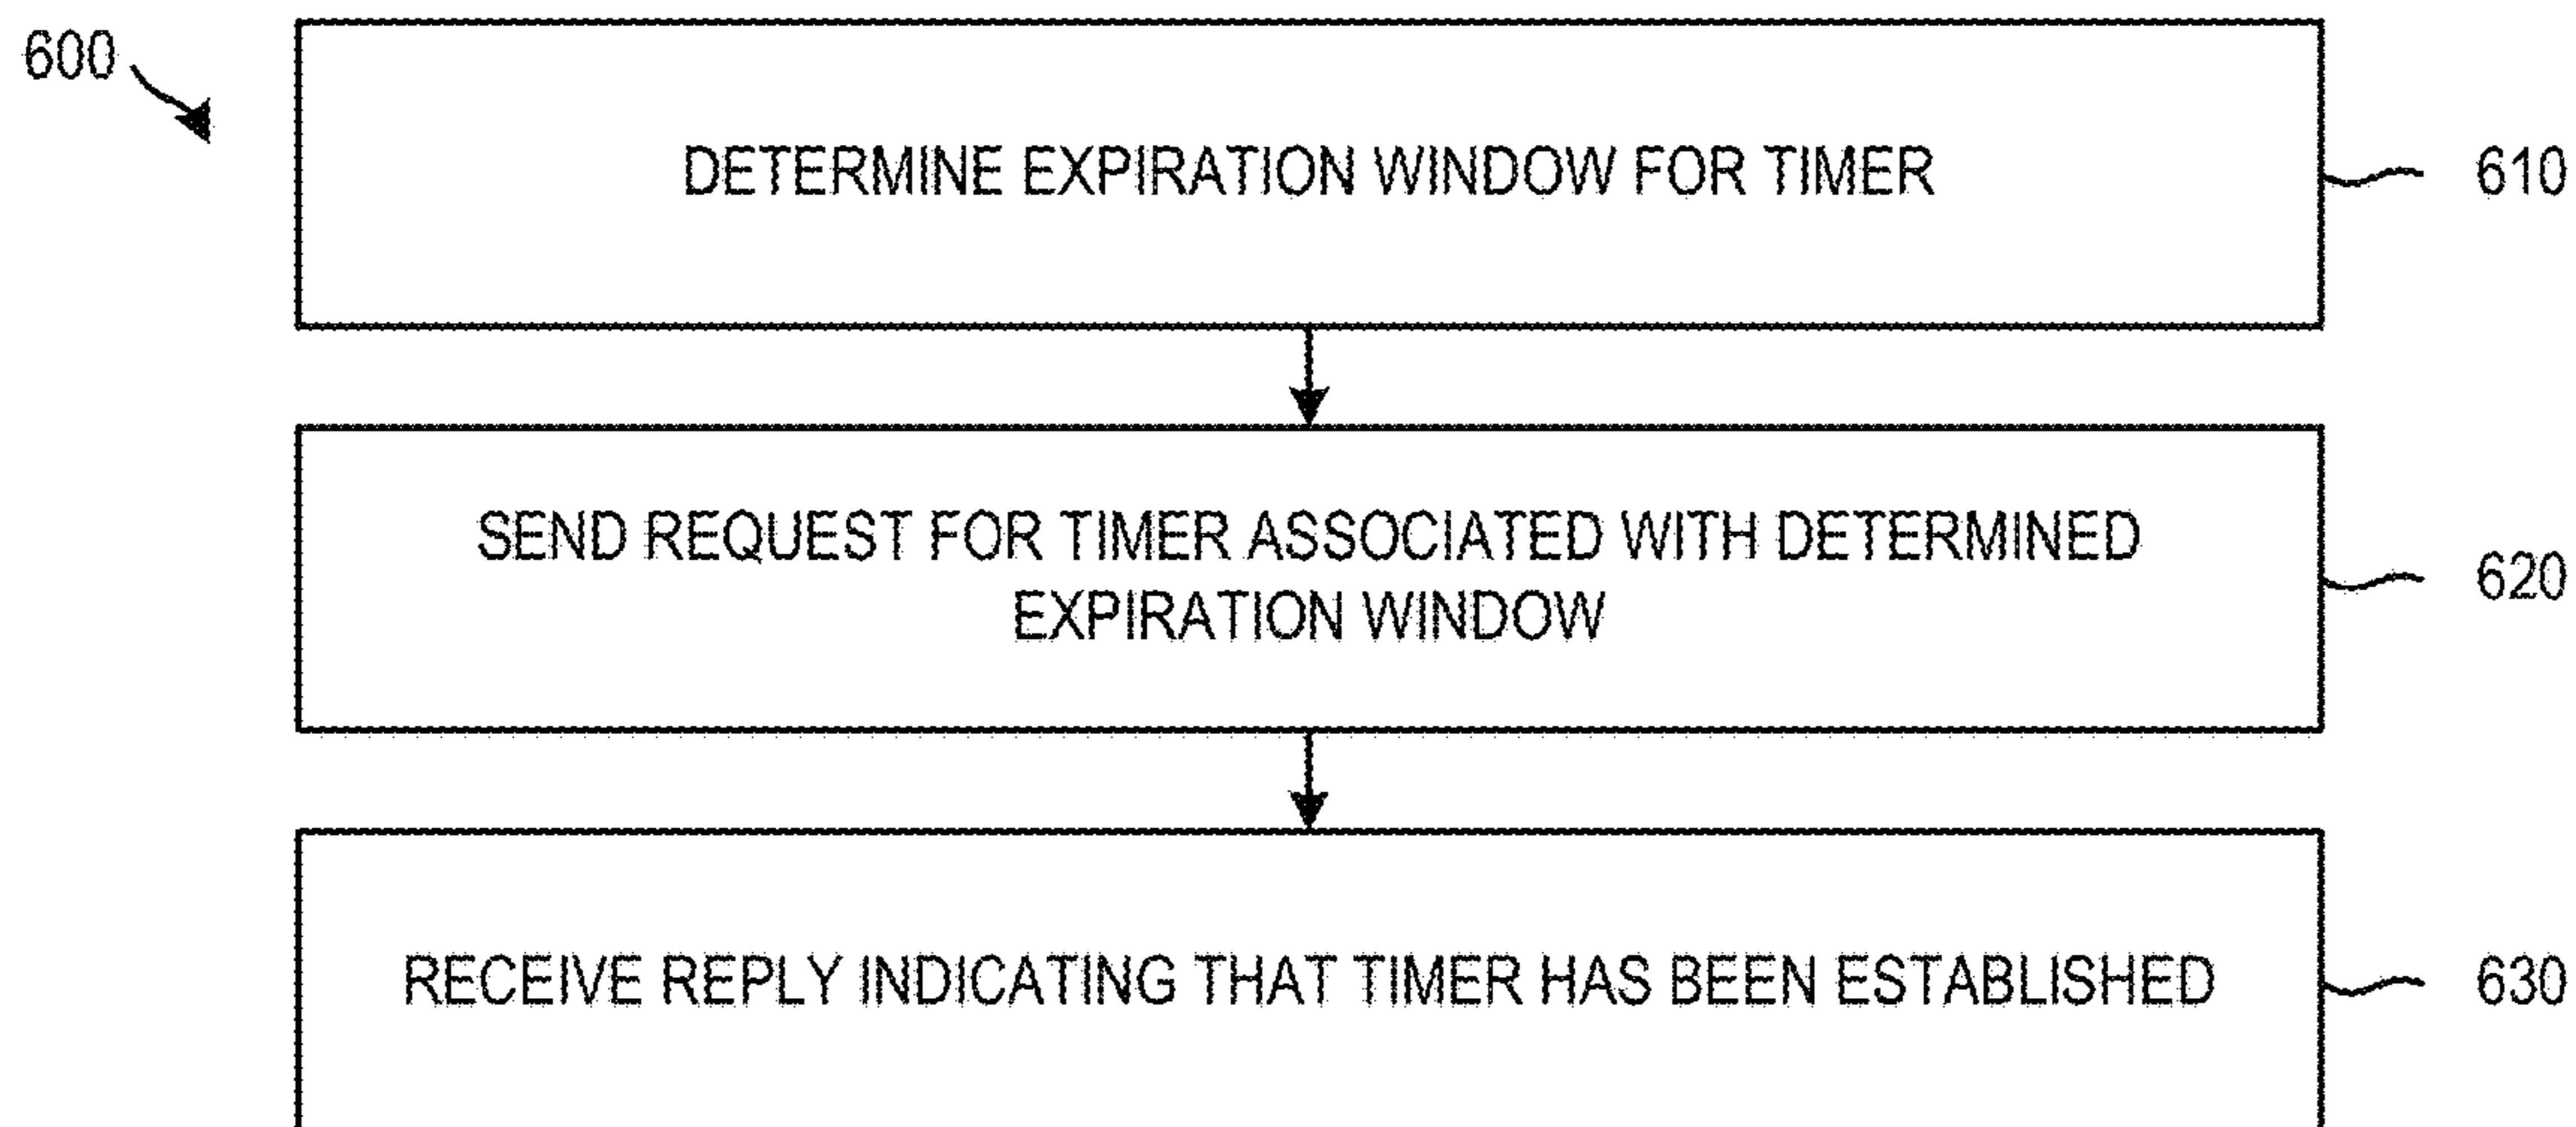 600
DETERMINE EXPIRATION WINDOW FOR TIMER
610
SEND REQUEST FOR TIMER ASSOCIATED WITH DETERMINED
EXPIRATION WINDOW
620
RECEIVE REPLY INDICATING THAT TIMER HAS BEEN ESTABLISHED
630